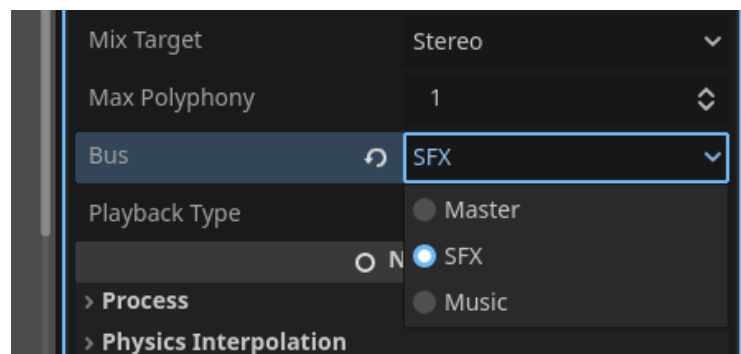 Mix Target Stereo
Max Polyphony 1
Bus SFX
Playback Type
Master
SFX
Music
Process
Physics Interpolation